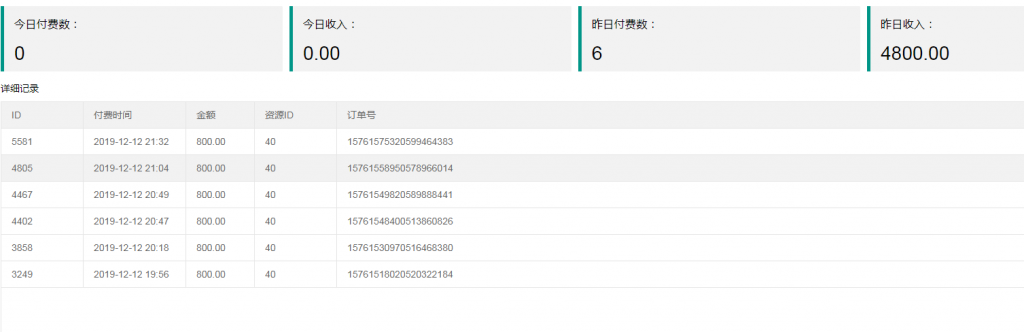 今日付费数： 今日收入： 昨日付费数： 昨日收入：
0 0.00 6 4800.00
详细记录
ID 付费时间 金额 资源ID 订单号
5581 2019-12-12 21:32 800.00 40 15761575320599464383
4805 2019-12-12 21:04 800.00 40 15761558950578966014
4467 2019-12-12 20:49 800.00 40 15761549820589888441
4402 2019-12-12 20:47 800.00 40 15761548400513860826
3858 2019-12-12 20:18 800.00 40 15761530970516468380
3249 2019-12-12 19:56 800.00 40 15761518020520322184